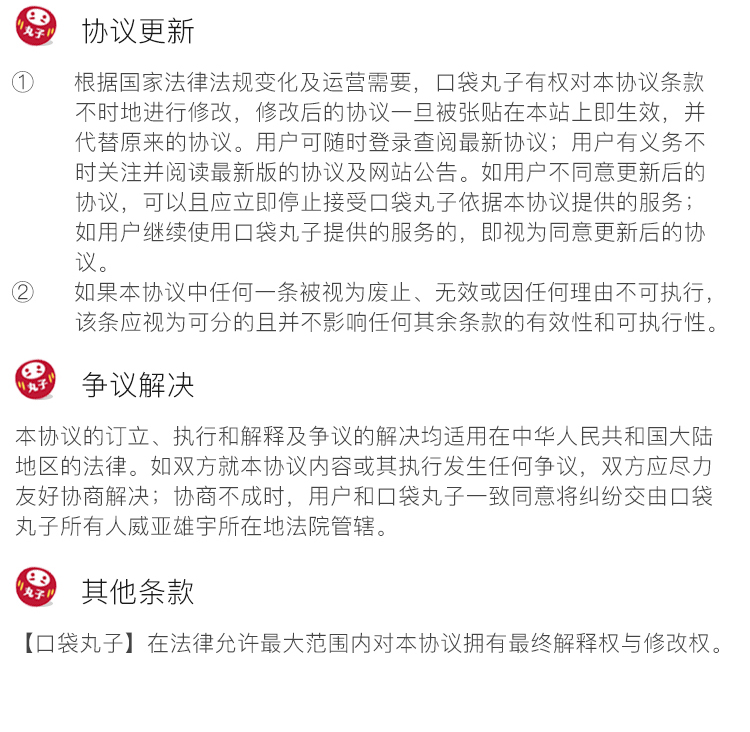 丸子
协议更新
① 根据国家法律法规变化及运营需要，口袋丸子有权对本协议条款
不时地进行修改，修改后的协议一旦被张贴在本站上即生效，并
代替原来的协议。用户可随时登录查阅最新协议；用户有义务不
时关注并阅读最新版的协议及网站公告。如用户不同意更新后的
协议，可以且应立即停止接受口袋丸子依据本协议提供的服务；
如用户继续使用口袋丸子提供的服务的，即视为同意更新后的协
议。
② 如果本协议中任何一条被视为废止、无效或因任何理由不可执行，
该条应视为可分的且并不影响任何其余条款的有效性和可执行性。
丸子
争议解决
本协议的订立、执行和解释及争议的解决均适用在中华人民共和国大陆
地区的法律。如双方就本协议内容或其执行发生任何争议，双方应尽力
友好协商解决；协商不成时，用户和口袋丸子一致同意将纠纷交由口袋
丸子所有人威亚雄宇所在地法院管辖。
丸子
其他条款
【口袋丸子】在法律允许最大范围内对本协议拥有最终解释权与修改权。